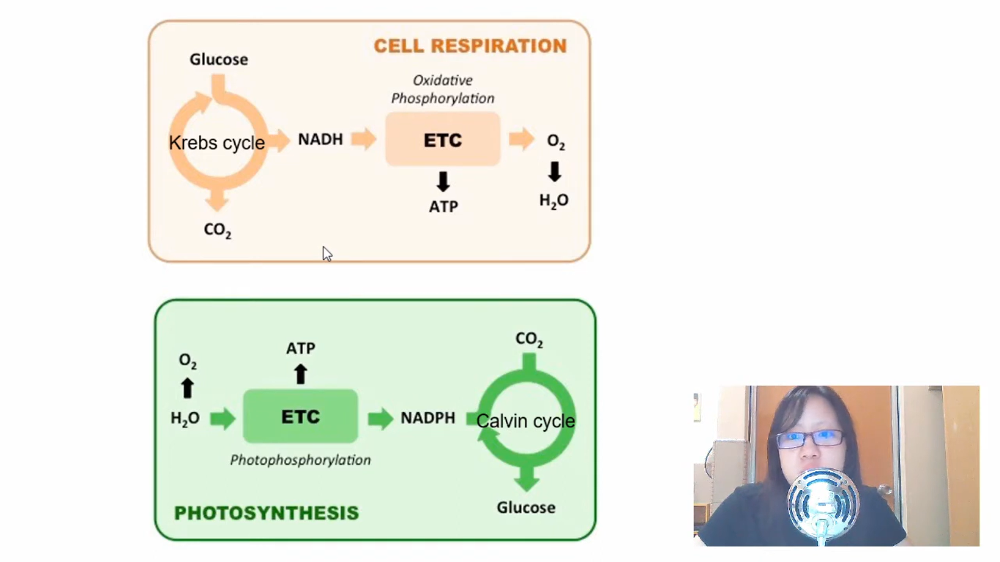 CELL RESPIRATION
Glucose
Oxidative
Phosphorylation
Krebs cycle
NADH
ETC
O₂
ATP
H₂O
CO₂
CO₂
ATP
O₂
H₂O
ETC
NADPH
Calvin cycle
Photophosphorylation
Glucose
PHOTOSYNTHESIS